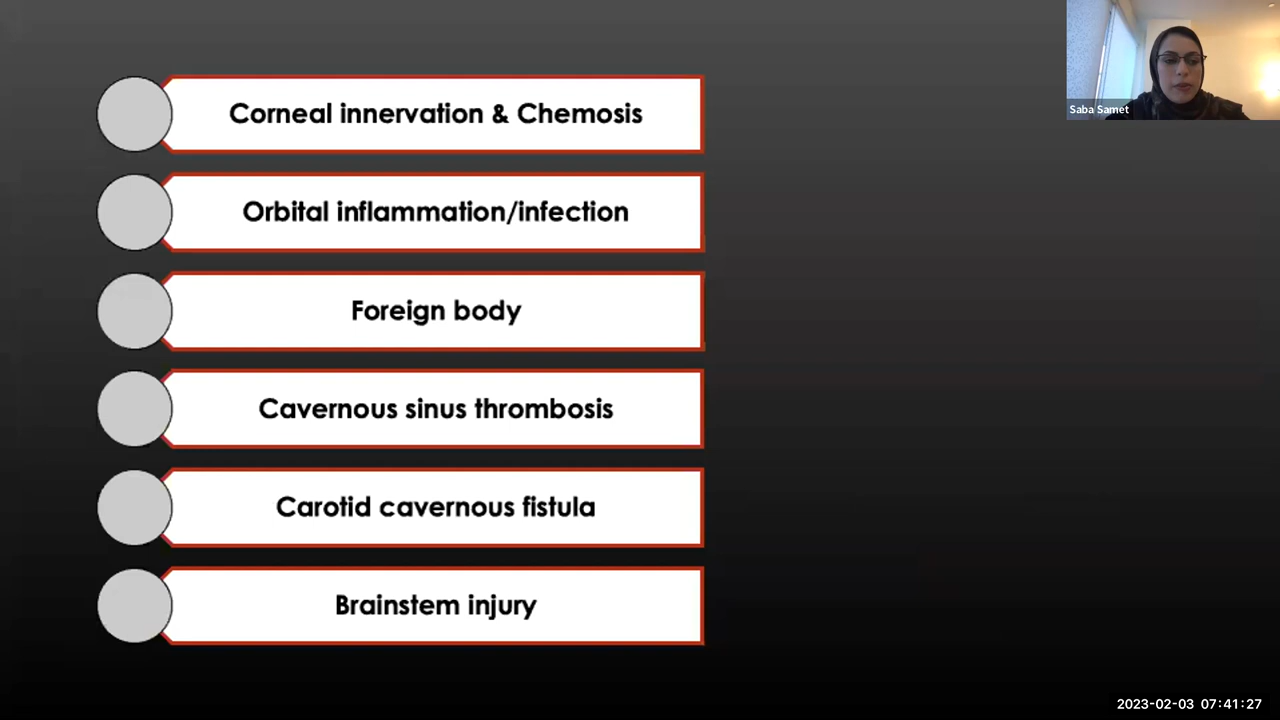 Saba Samet
Corneal innervation & Chemosis
Orbital inflammation/infection
Foreign body
Cavernous sinus thrombosis
Carotid cavernous fistula
Brainstem injury
2023-02-03 07:41:27